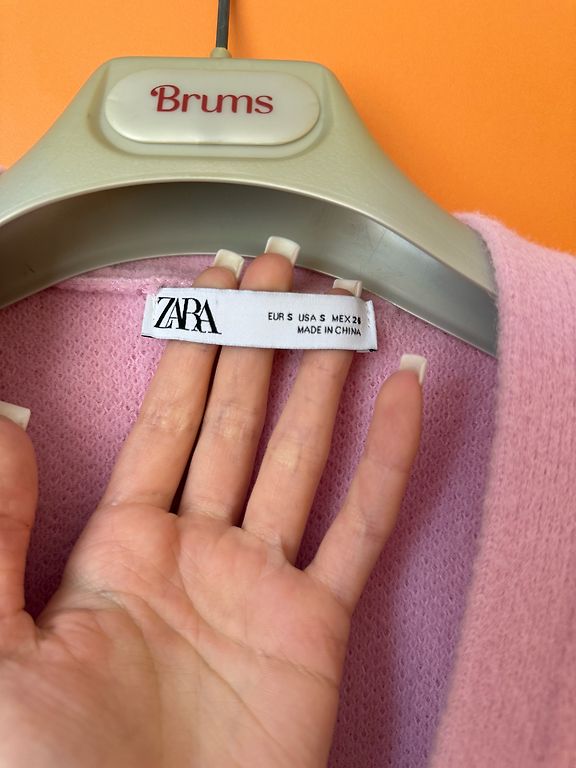 Brums
ZARA
EUR S USA S MEX 26
MADE IN CHINA